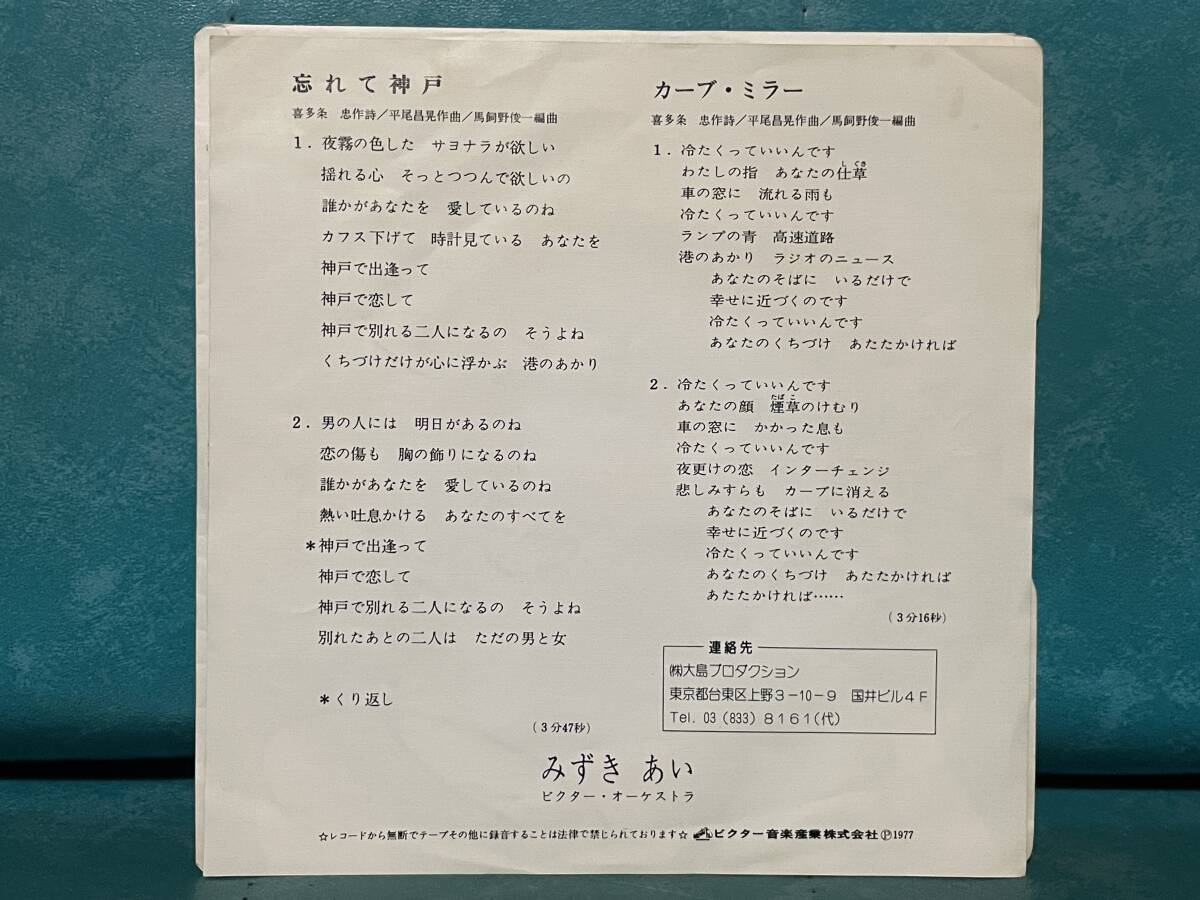 忘れて神戸
喜多条　忠作詩／平尾昌晃作曲／馬飼野俊一編曲
1．夜霧の色した　サヨナラが欲しい
揺れる心　そっとつつんで欲しいの
誰かがあなたを　愛しているのね
カフス下げて　時計見ている　あなたを
神戸で出逢って
神戸で恋して
神戸で別れる二人になるの　そうよね
くちづけだけが心に浮かぶ　港のあかり
2．男の人には　明日があるのね
恋の傷も　胸の飾りになるのね
誰かがあなたを　愛しているのね
熱い吐息かける　あなたのすべてを
＊神戸で出逢って
神戸で恋して
神戸で別れる二人になるの　そうよね
別れたあとの二人は　ただの男と女
＊くり返し
（3分47秒）
カーブ・ミラー
喜多条　忠作詩／平尾昌晃作曲／馬飼野俊一編曲
1．冷たくっていいんです
わたしの指　あなたの仕草
しぐさ
車の窓に　流れる雨も
冷たくっていいんです
ランプの青　高速道路
港のあかり　ラジオのニュース
あなたのそばに　いるだけで
幸せに近づくのです
冷たくっていいんです
あなたのくちづけ　あたたかければ
2．冷たくっていいんです
あなたの顔　煙草のけむり
たばこ
車の窓に　かかった息も
冷たくっていいんです
夜更けの恋　インターチェンジ
悲しみすらも　カーブに消える
あなたのそばに　いるだけで
幸せに近づくのです
冷たくっていいんです
あなたのくちづけ　あたたかければ
あたたかければ……
（3分16秒）
連絡先
㈱大島プロダクション
東京都台東区上野3－10－9　国井ビル4F
Tel. 03（833）8161（代）
みずき あい
ビクター・オーケストラ
☆レコードから無断でテープその他に録音することは法律で禁じられております☆ ビクター音楽産業株式会社 Ⓟ1977